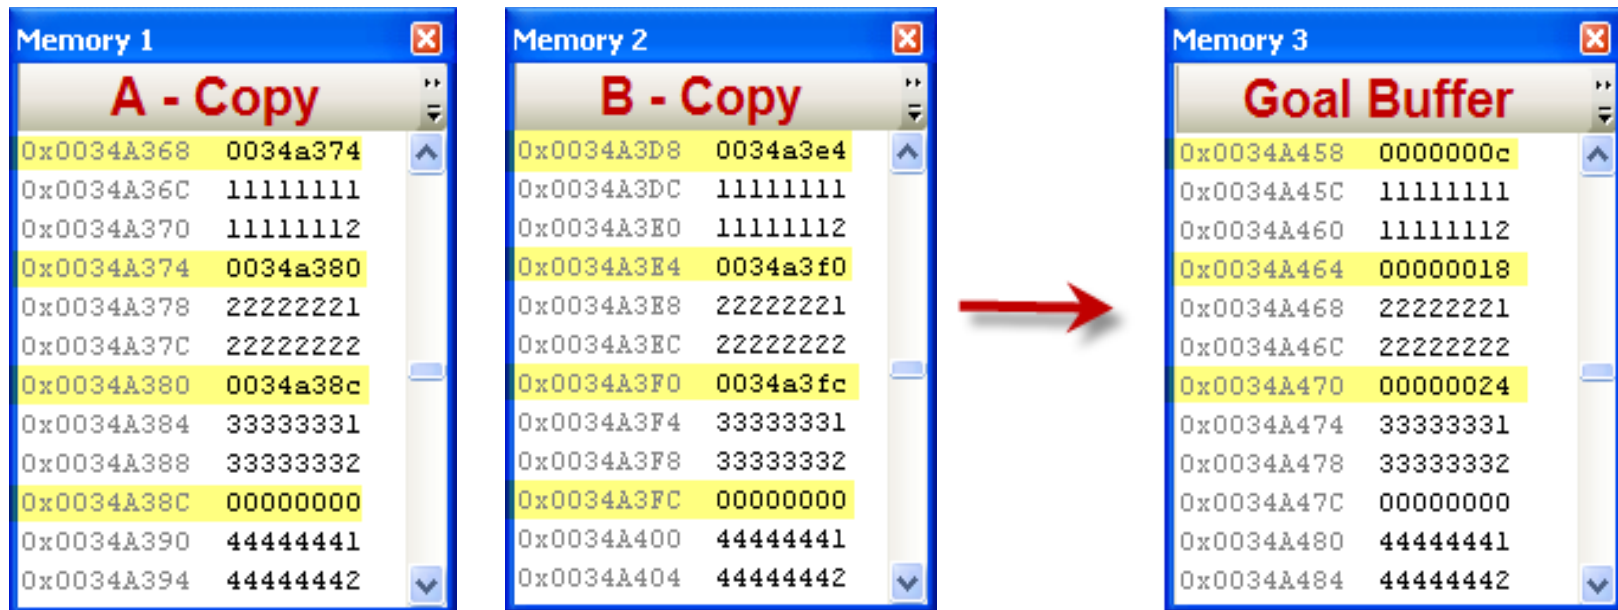 Memory 1
A - Copy
0x0034A368 0034a374
0x0034A36C 11111111
0x0034A370 11111112
0x0034A374 0034a380
0x0034A378 22222221
0x0034A37C 22222222
0x0034A380 0034a38c
0x0034A384 33333331
0x0034A388 33333332
0x0034A38C 00000000
0x0034A390 44444441
0x0034A394 44444442
Memory 2
B - Copy
0x0034A3D8 0034a3e4
0x0034A3DC 11111111
0x0034A3E0 11111112
0x0034A3E4 0034a3f0
0x0034A3E8 22222221
0x0034A3EC 22222222
0x0034A3F0 0034a3fc
0x0034A3F4 33333331
0x0034A3F8 33333332
0x0034A3FC 00000000
0x0034A400 44444441
0x0034A404 44444442
Memory 3
Goal Buffer
0x0034A458 0000000c
0x0034A45C 11111111
0x0034A460 11111112
0x0034A464 00000018
0x0034A468 22222221
0x0034A46C 22222222
0x0034A470 00000024
0x0034A474 33333331
0x0034A478 33333332
0x0034A47C 00000000
0x0034A480 44444441
0x0034A484 44444442